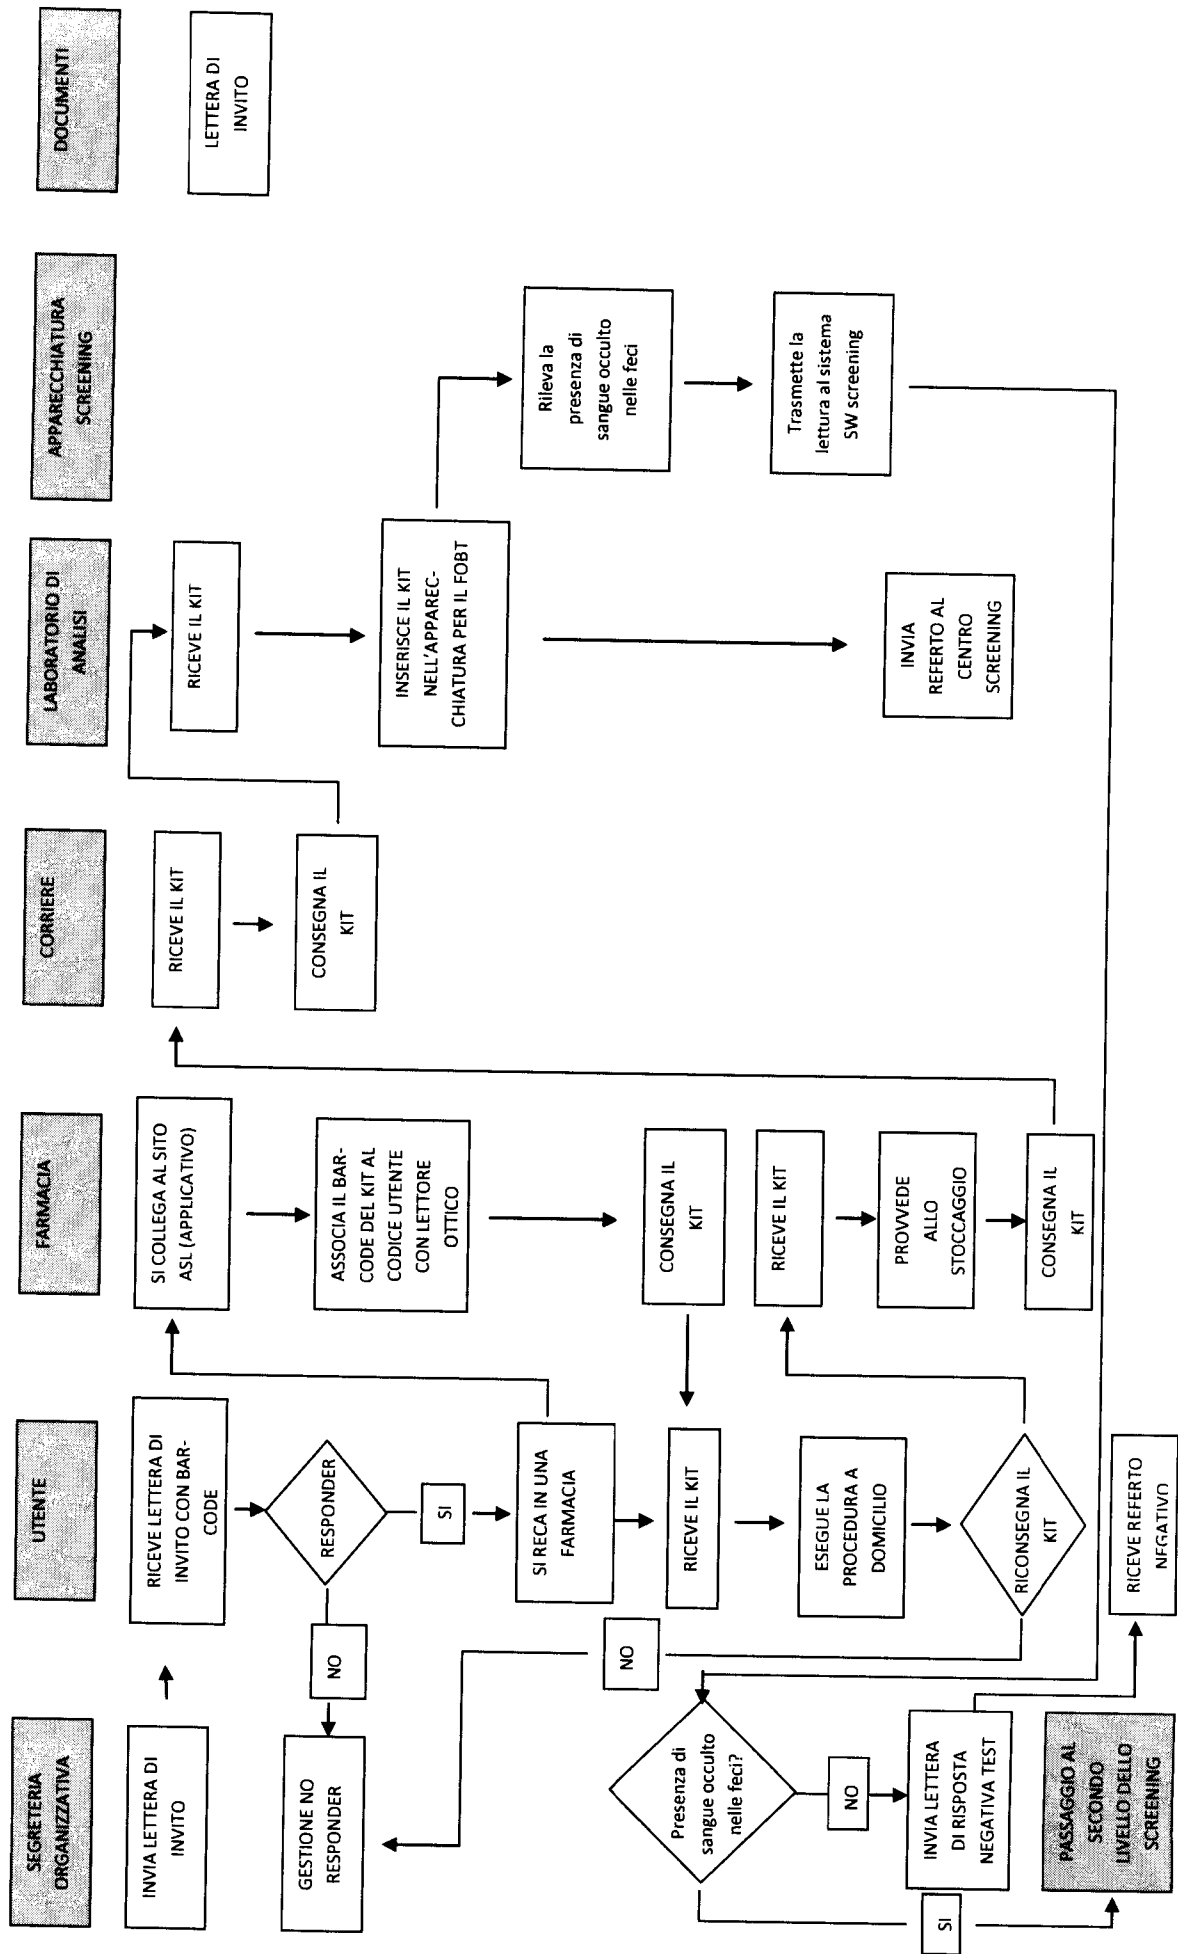 SEGRETERIA
ORGANIZZATIVA
UTENTE
FARMACIA
CORRIERE
LABORATORIO DI
ANALISI
APPARECCHIATURA
SCREENING
DOCUMENTI
INVIA LETTERA DI
INVITO
GESTIONE NO
RESPONDER
Presenza di
sangue occulto
nelle feci?
NO
INVIA LETTERA
DI RISPOSTA
NEGATIVA TEST
SI
PASSAGGIO AL
SECONDO
LIVELLO DELLO
SCREENING
RICEVE LETTERA DI
INVITO CON BAR-
CODE
RESPONDER
NO
SI
SI RECA IN UNA
FARMACIA
RICEVE IL KIT
ESEGUE LA
PROCEDURA A
DOMICILIO
RICONSEGNA IL
KIT
NO
RICEVE REFERTO
NEGATIVO
SI COLLEGA AL SITO
ASL (APPLICATIVO)
ASSOCIA IL BAR-
CODE DEL KIT AL
CODICE UTENTE
CON LETTORE
OTTICO
CONSEGNA IL
KIT
RICEVE IL KIT
PROVVEDE
ALLO
STOCCAGGIO
CONSEGNA IL
KIT
RICEVE IL KIT
CONSEGNA IL
KIT
RICEVE IL KIT
INSERISCE IL KIT
NELL'APPAREC-
CHIATURA PER IL FOBT
INVIA
REFERTO AL
CENTRO
SCREENING
Rileva la
presenza di
sangue occulto
nelle feci
Trasmette la
lettura al sistema
SW screening
LETTERA DI
INVITO